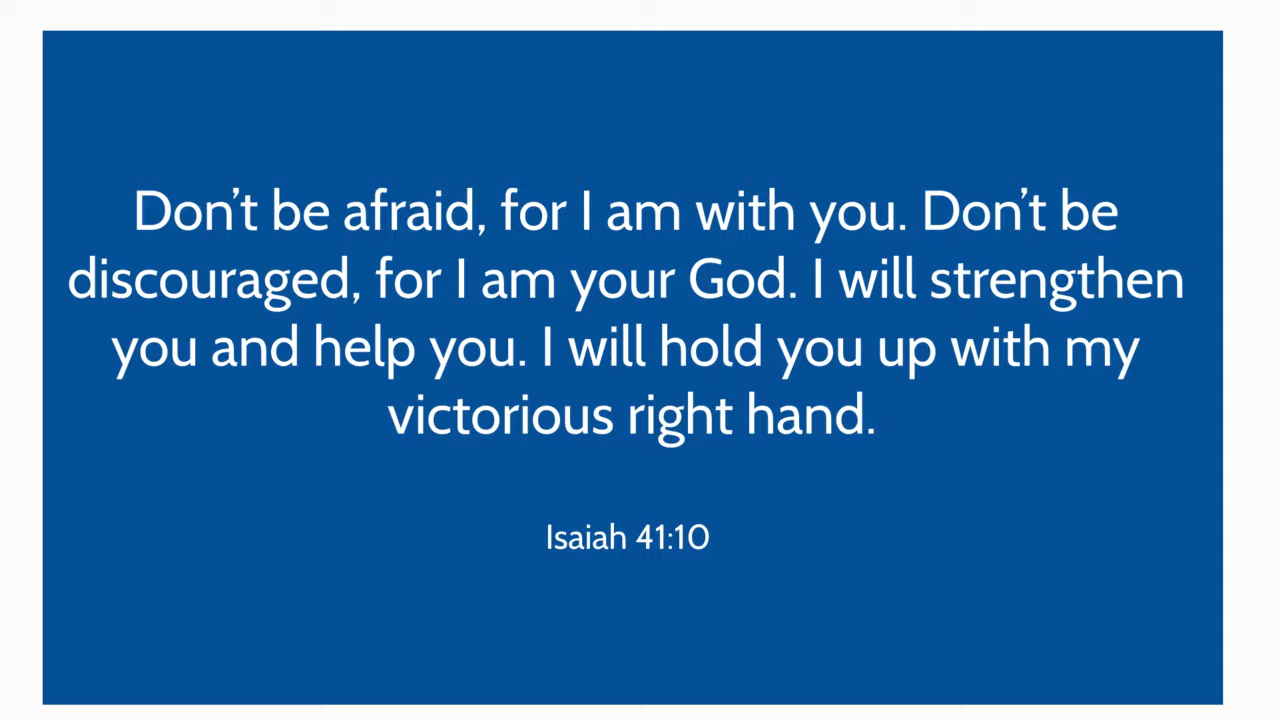 Don’t be afraid, for I am with you. Don’t be
discouraged, for I am your God. I will strengthen
you and help you. I will hold you up with my
victorious right hand.
Isaiah 41:10